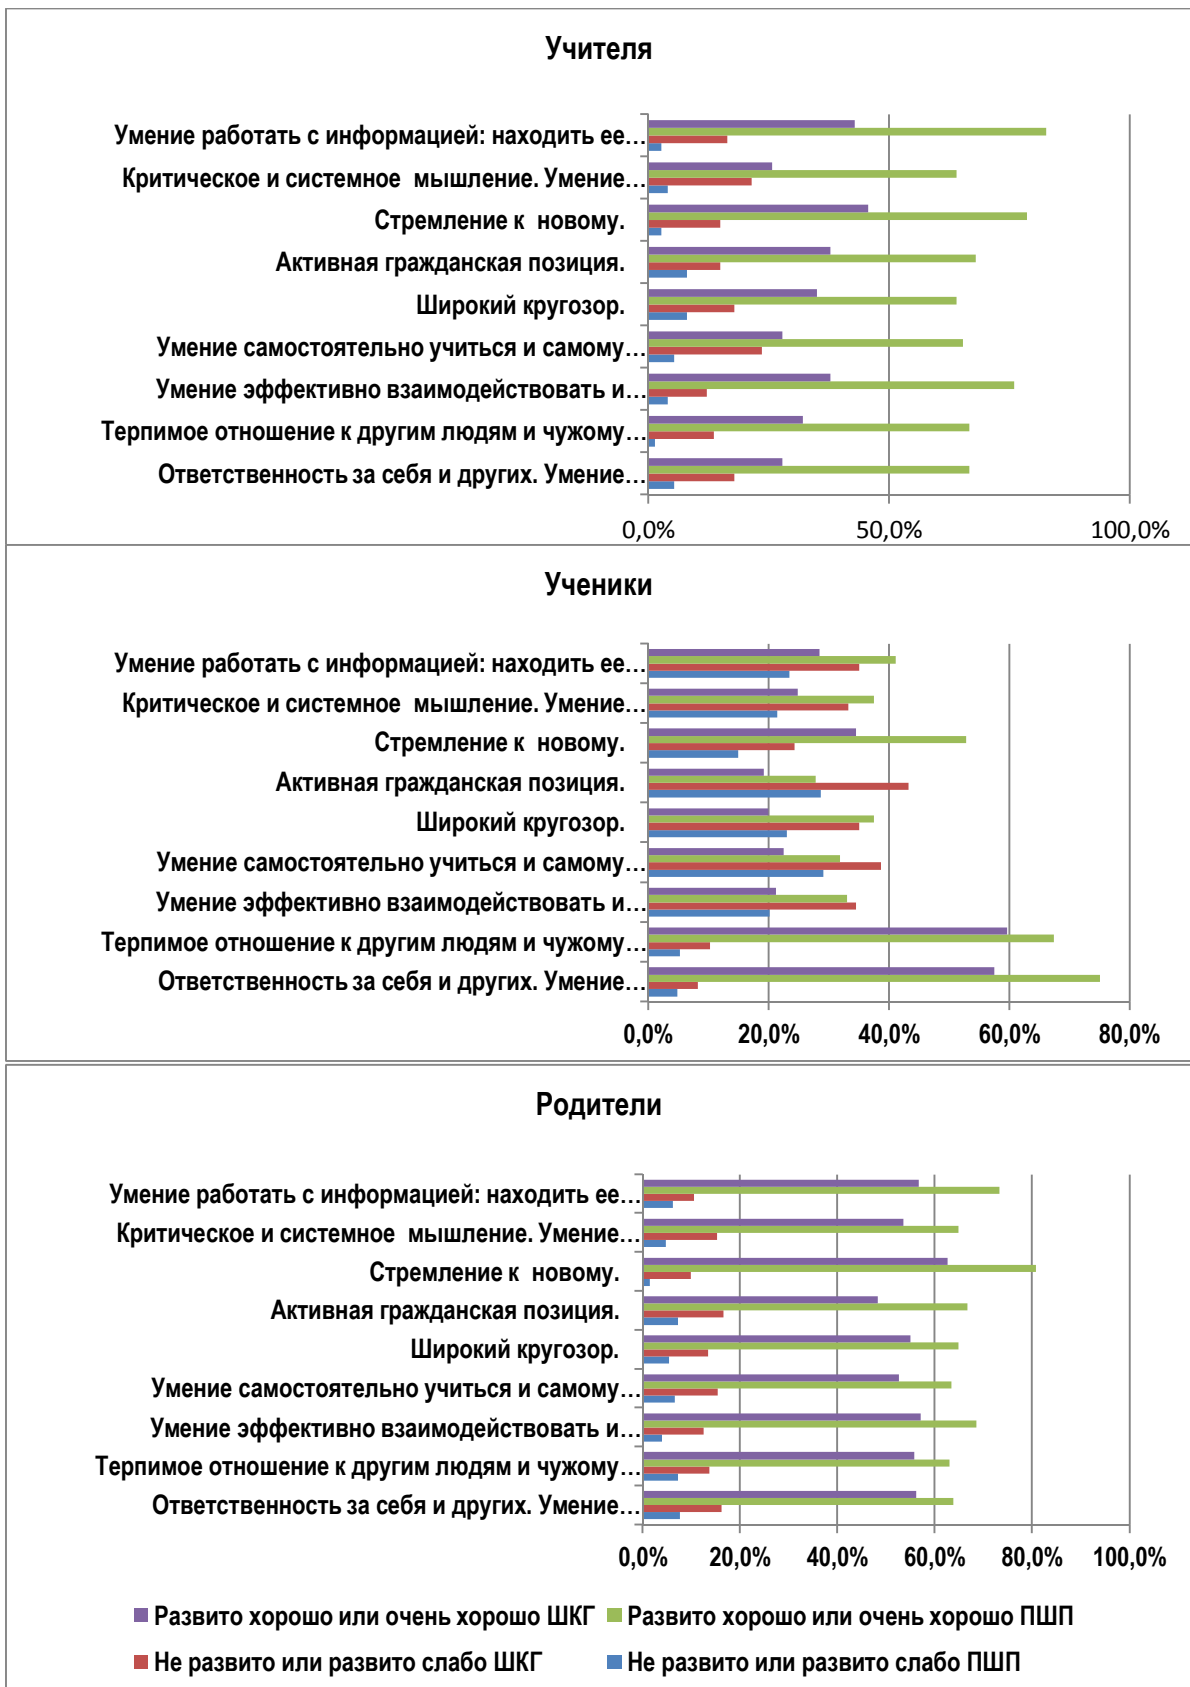 Учителя
Умение работать с информацией: находить ее…
Критическое и системное мышление. Умение…
Стремление к новому.
Активная гражданская позиция.
Широкий кругозор.
Умение самостоятельно учиться и самому…
Умение эффективно взаимодействовать и…
Терпимое отношение к другим людям и чужому…
Ответственность за себя и других. Умение…
0,0% 50,0% 100,0%
Ученики
Умение работать с информацией: находить ее…
Критическое и системное мышление. Умение…
Стремление к новому.
Активная гражданская позиция.
Широкий кругозор.
Умение самостоятельно учиться и самому…
Умение эффективно взаимодействовать и…
Терпимое отношение к другим людям и чужому…
Ответственность за себя и других. Умение…
0,0% 20,0% 40,0% 60,0% 80,0%
Родители
Умение работать с информацией: находить ее…
Критическое и системное мышление. Умение…
Стремление к новому.
Активная гражданская позиция.
Широкий кругозор.
Умение самостоятельно учиться и самому…
Умение эффективно взаимодействовать и…
Терпимое отношение к другим людям и чужому…
Ответственность за себя и других. Умение…
0,0% 20,0% 40,0% 60,0% 80,0% 100,0%
Развито хорошо или очень хорошо ШКГ Развито хорошо или очень хорошо ПШП
Не развито или развито слабо ШКГ Не развито или развито слабо ПШП